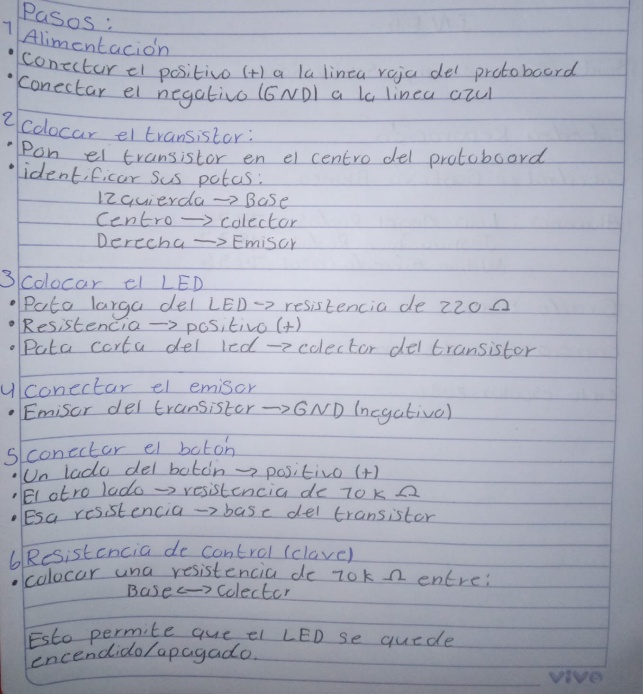 Pasos:
1 Alimentación
• Conectar el positivo (+) a la linea roja del protoboard
• Conectar el negativo (GND) a la linea azul
2 Colocar el transistor:
• Pon el transistor en el centro del protoboard
• identificar sus patas:
Izquierda → Base
Centro → colector
Derecha → Emisor
3 Colocar el LED
• Pata larga del LED → resistencia de 220 Ω
• Resistencia → positivo (+)
• Pata corta del led → colector del transistor
4 Conectar el emisor
• Emisor del transistor → GND (negativo)
5 Conectar el botón
• Un lado del botón → positivo (+)
• El otro lado → resistencia de 10k Ω
• Esa resistencia → base del transistor
6 Resistencia de control (clave)
• Colocar una resistencia de 10k Ω entre:
Base ↔ Colector
Esto permite que el LED se quede
encendido/apagado.
vivo